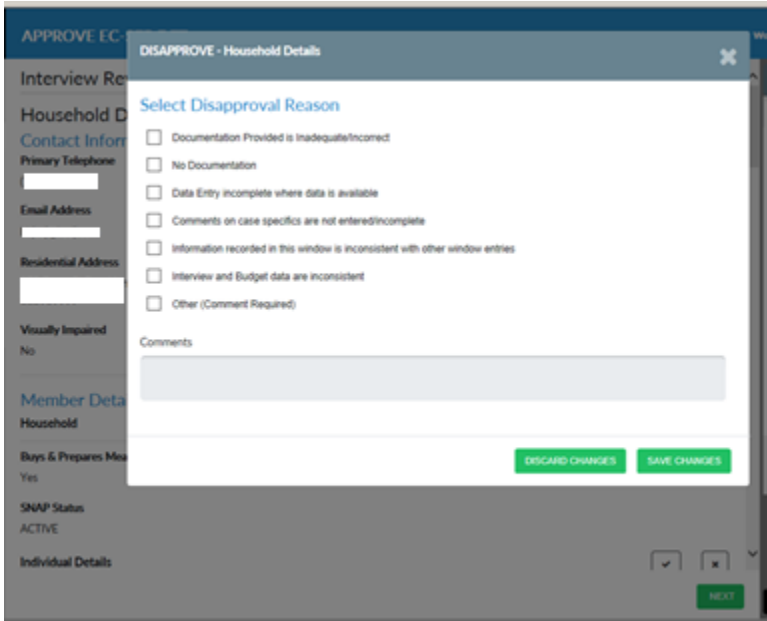 APPROVE EC-
DISAPPROVE - Household Details
Interview Re
Household D
Contact Inforr
Primary Telephone
(
Email Address
Residential Address
Visually Impaired
No
Member Deta
Household
Buys & Prepares Mea
Yes
SNAP Status
ACTIVE
Individual Details
NEXT
Select Disapproval Reason
Documentation Provided is Inadequate/Incorrect
No Documentation
Data Entry incomplete where data is available
Comments on case specifics are not entered/incomplete
Information recorded in this window is inconsistent with other window entries
Interview and Budget data are inconsistent
Other (Comment Required)
Comments
DISCARD CHANGES
SAVE CHANGES